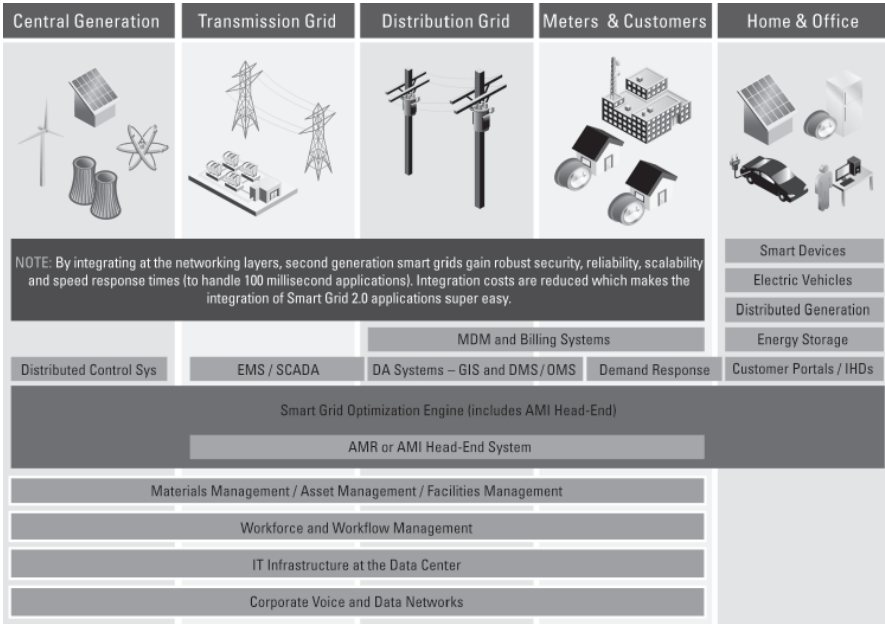 Central Generation
Transmission Grid
Distribution Grid
Meters & Customers
Home & Office
NOTE: By integrating at the networking layers, second generation smart grids gain robust security, reliability, scalability
and speed response times (to handle 100 millisecond applications). Integration costs are reduced which makes the
integration of Smart Grid 2.0 applications super easy.
Smart Devices
Electric Vehicles
Distributed Generation
MDM and Billing Systems
Energy Storage
Distributed Control Sys
EMS / SCADA
DA Systems – GIS and DMS/OMS
Demand Response
Customer Portals / IHDs
Smart Grid Optimization Engine (includes AMI Head-End)
AMR or AMI Head-End System
Materials Management / Asset Management / Facilities Management
Workforce and Workflow Management
IT Infrastructure at the Data Center
Corporate Voice and Data Networks